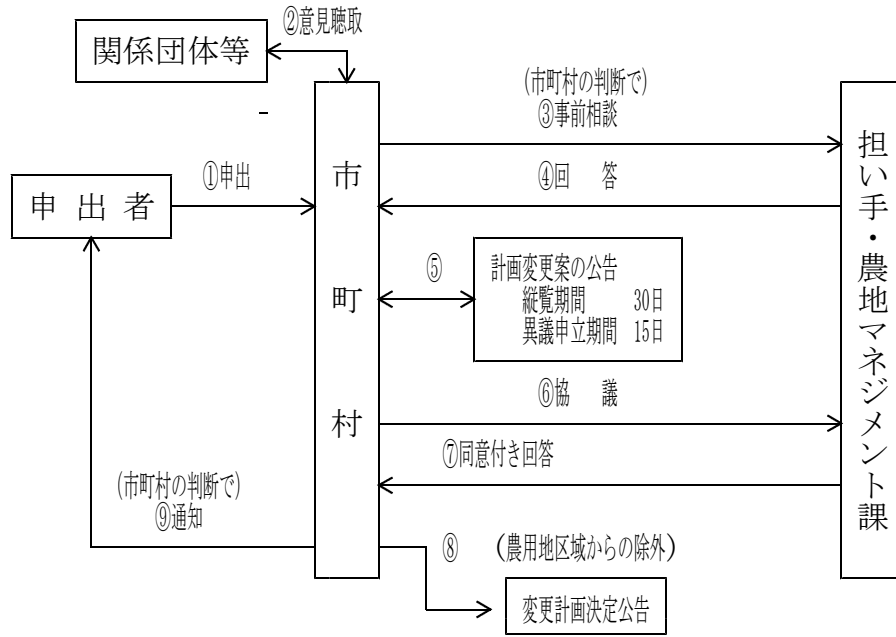 ②意見聴取
関係団体等
(市町村の判断で)
③事前相談
①申出
④回　答
申 出 者
市町村
担い手・農地マネジメント課
⑤
計画変更案の公告
縦覧期間　30日
異議申立期間　15日
⑥協　議
⑦同意付き回答
(市町村の判断で)
⑨通知
⑧　(農用地区域からの除外)
変更計画決定公告